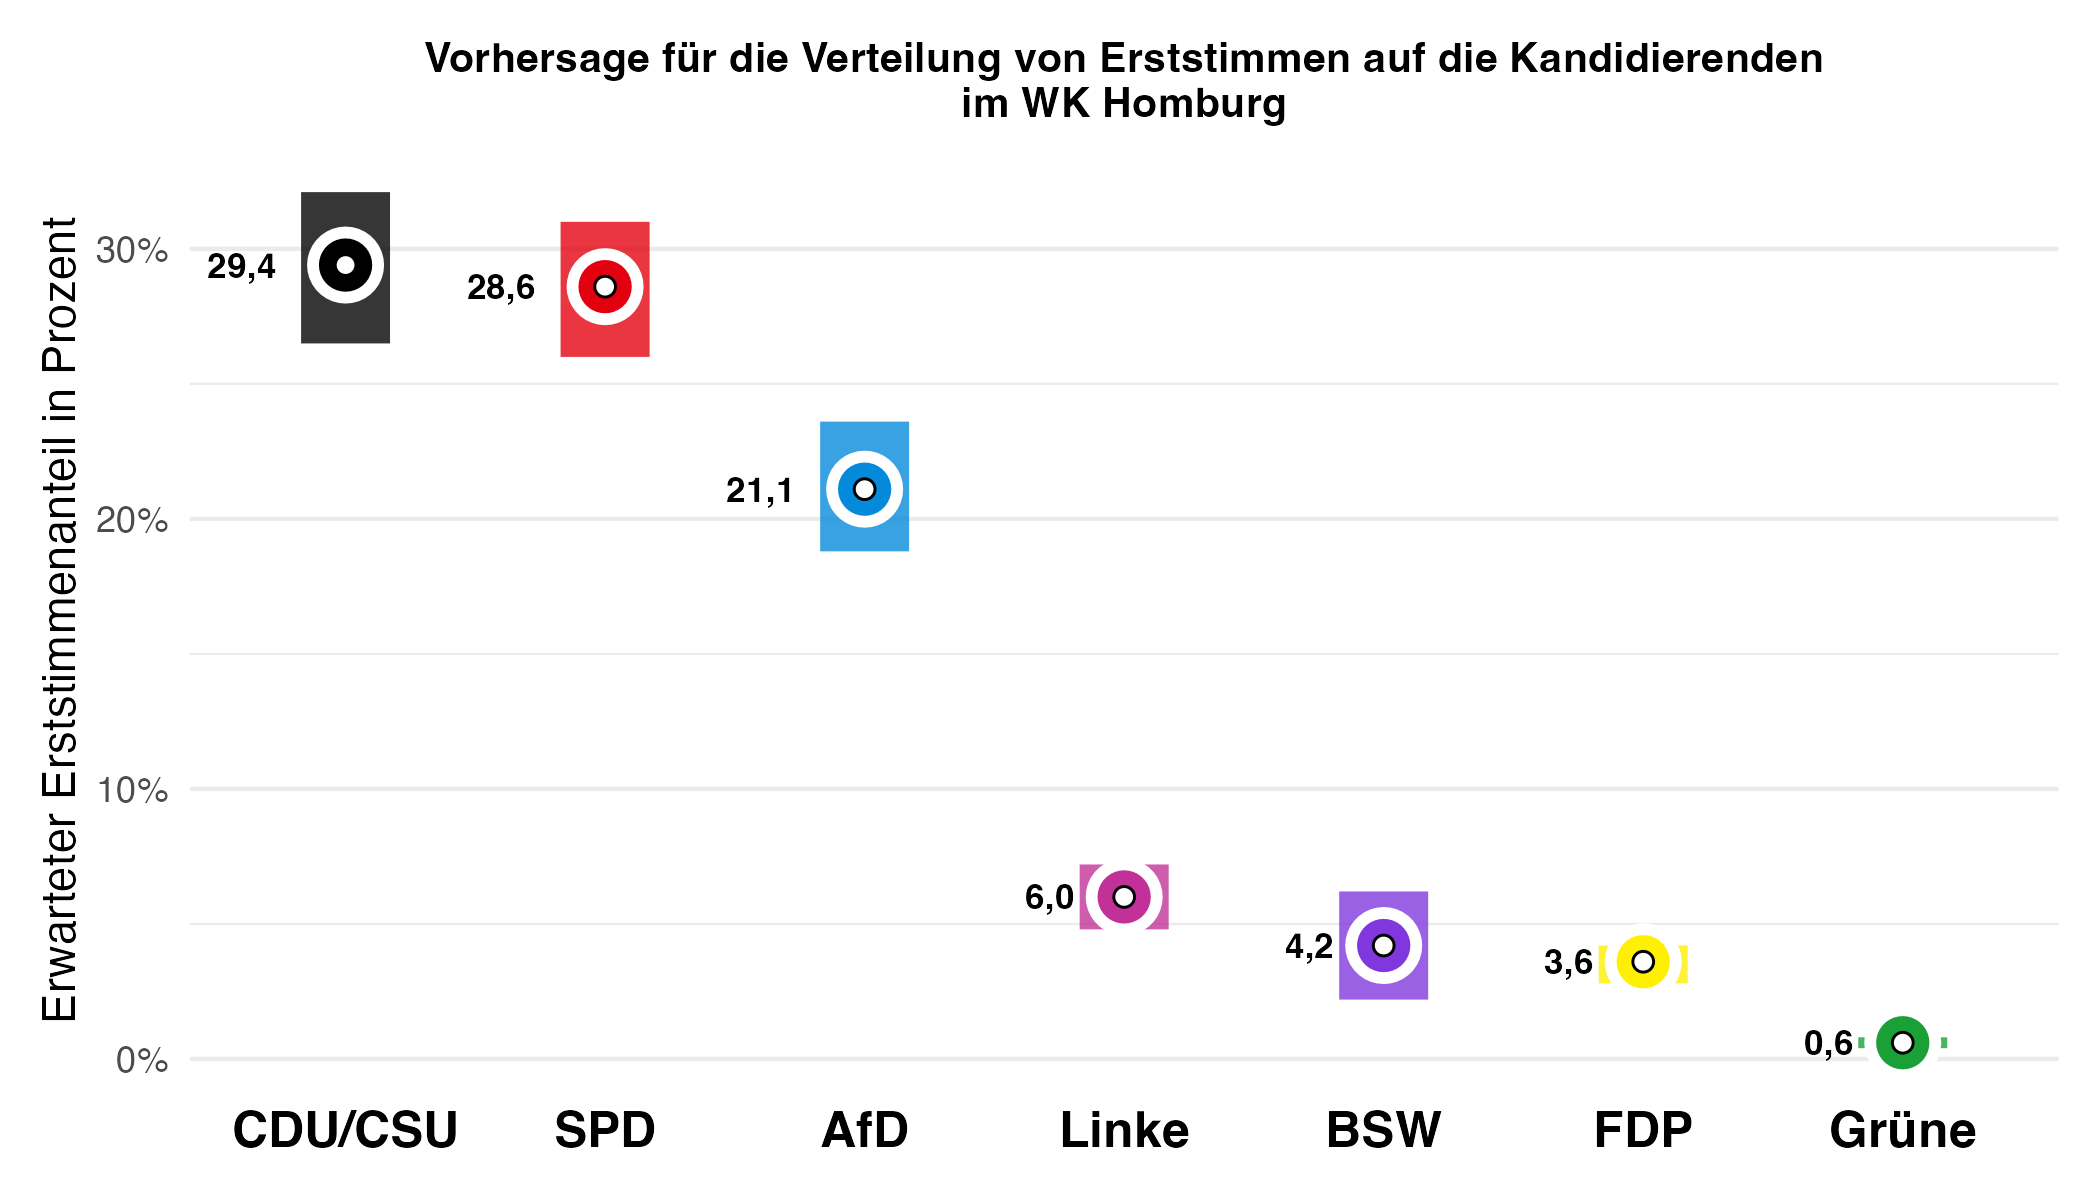 Vorhersage für die Verteilung von Erststimmen auf die Kandidierenden
im WK Homburg
Erwarteter Erststimmenanteil in Prozent
30%
20%
10%
0%
29,4
28,6
21,1
6,0
4,2
3,6
0,6
CDU/CSU
SPD
AfD
Linke
BSW
FDP
Grüne